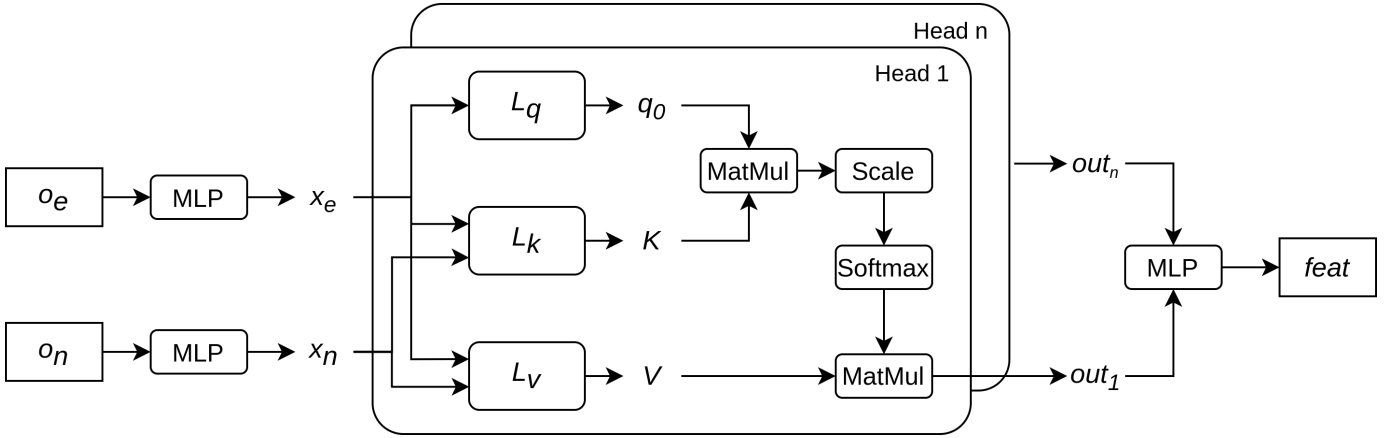 Head n
Head 1
L_q
q_0
MatMul
Scale
o_e
MLP
x_e
L_k
K
Softmax
out_n
MLP
feat
o_n
MLP
x_n
L_v
V
MatMul
out_1